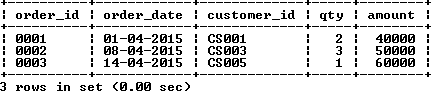 +----------+------------+-------------+-----+--------+
| order_id | order_date | customer_id | qty | amount |
+----------+------------+-------------+-----+--------+
| 0001     | 01-04-2015 | CS001       |   2 |  40000 |
| 0002     | 08-04-2015 | CS003       |   3 |  50000 |
| 0003     | 14-04-2015 | CS005       |   1 |  60000 |
+----------+------------+-------------+-----+--------+
3 rows in set (0.00 sec)